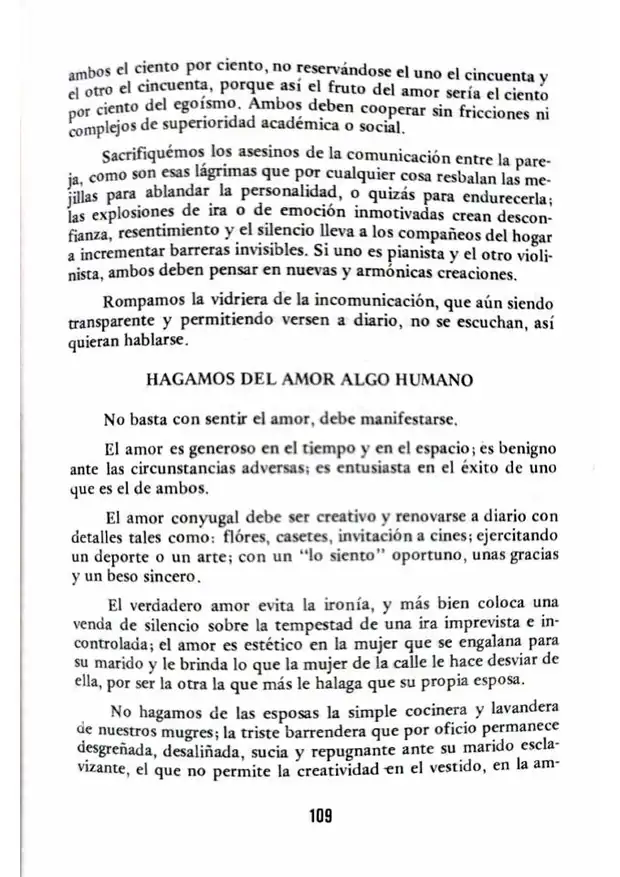 ambos el ciento por ciento, no reservándose el uno el cincuenta y
el otro el cincuenta, porque así el fruto del amor sería el ciento
por ciento del egoísmo. Ambos deben cooperar sin fricciones ni
complejos de superioridad académica o social.
Sacrifiquémos los asesinos de la comunicación entre la pare-
ja, como son esas lágrimas que por cualquier cosa resbalan las me-
jillas para ablandar la personalidad, o quizás para endurecerla;
las explosiones de ira o de emoción inmotivadas crean descon-
fianza, resentimiento y el silencio lleva a los compañeos del hogar
a incrementar barreras invisibles. Si uno es pianista y el otro violi-
nista, ambos deben pensar en nuevas y armónicas creaciones.
Rompamos la vidriera de la incomunicación, que aún siendo
transparente y permitiendo versen a diario, no se escuchan, así
quieran hablarse.
HAGAMOS DEL AMOR ALGO HUMANO
No basta con sentir el amor, debe manifestarse.
El amor es generoso en el tiempo y en el espacio; es benigno
ante las circunstancias adversas; es entusiasta en el éxito de uno
que es el de ambos.
El amor conyugal debe ser creativo y renovarse a diario con
detalles tales como: flóres, casetes, invitación a cines; ejercitando
un deporte o un arte; con un "lo siento" oportuno, unas gracias
y un beso sincero.
El verdadero amor evita la ironía, y más bien coloca una
venda de silencio sobre la tempestad de una ira imprevista e in-
controlada; el amor es estético en la mujer que se engalana para
su marido y le brinda lo que la mujer de la calle le hace desviar de
ella, por ser la otra la que más le halaga que su propia esposa.
No hagamos de las esposas la simple cocinera y lavandera
de nuestros mugres; la triste barrendera que por oficio permanece
desgreñada, desaliñada, sucia y repugnante ante su marido escla-
vizante, el que no permite la creatividad en el vestido, en la am-
109